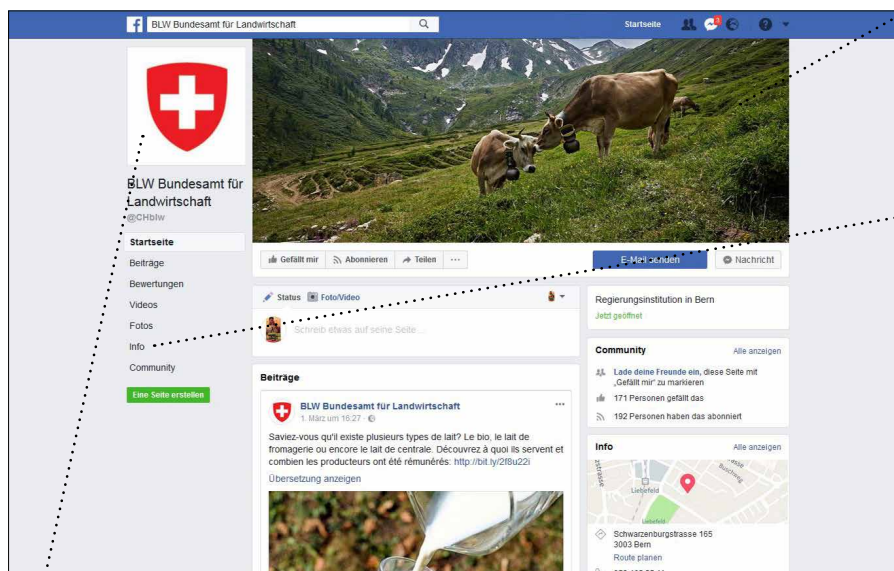 BLW Bundesamt für Landwirtschaft
Startseite
3
BLW Bundesamt für
Landwirtschaft
@CHblw
Startseite
Beiträge
Bewertungen
Videos
Fotos
Info
Community
Eine Seite erstellen
Gefällt mir
Abonnieren
Teilen
E-Mail senden
Nachricht
Status
Foto/Video
Schreib etwas auf seine Seite ...
Beiträge
BLW Bundesamt für Landwirtschaft
1. März um 16:27
Saviez-vous qu'il existe plusieurs types de lait? Le bio, le lait de
fromagerie ou encore le lait de centrale. Découvrez à quoi ils servent et
combien les producteurs ont été rémunérés: http://bit.ly/2f8u22i
Übersetzung anzeigen
Regierungsinstitution in Bern
Jetzt geöffnet
Community
Alle anzeigen
Lade deine Freunde ein, diese Seite mit
„Gefällt mir“ zu markieren
171 Personen gefällt das
192 Personen haben das abonniert
Info
Alle anzeigen
Buschweg
Liebefeld
Liebefeld
Schwarzenburgstrasse 165
3003 Bern
Route planen